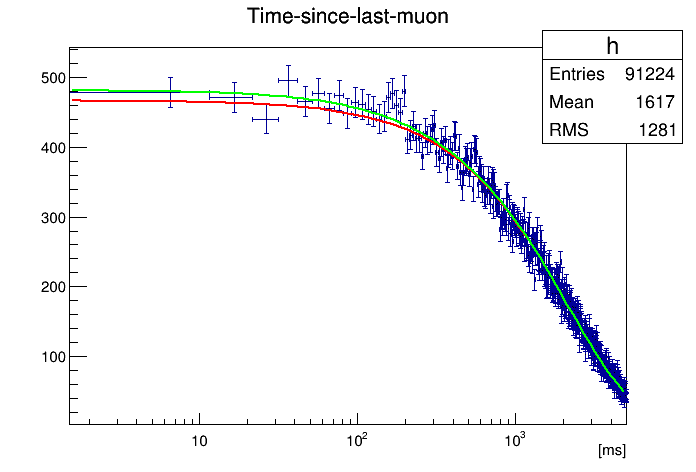 Time-since-last-muon
h
Entries 91224
Mean 1617
RMS 1281
500
400
300
200
100
10
10²
10³
[ms]